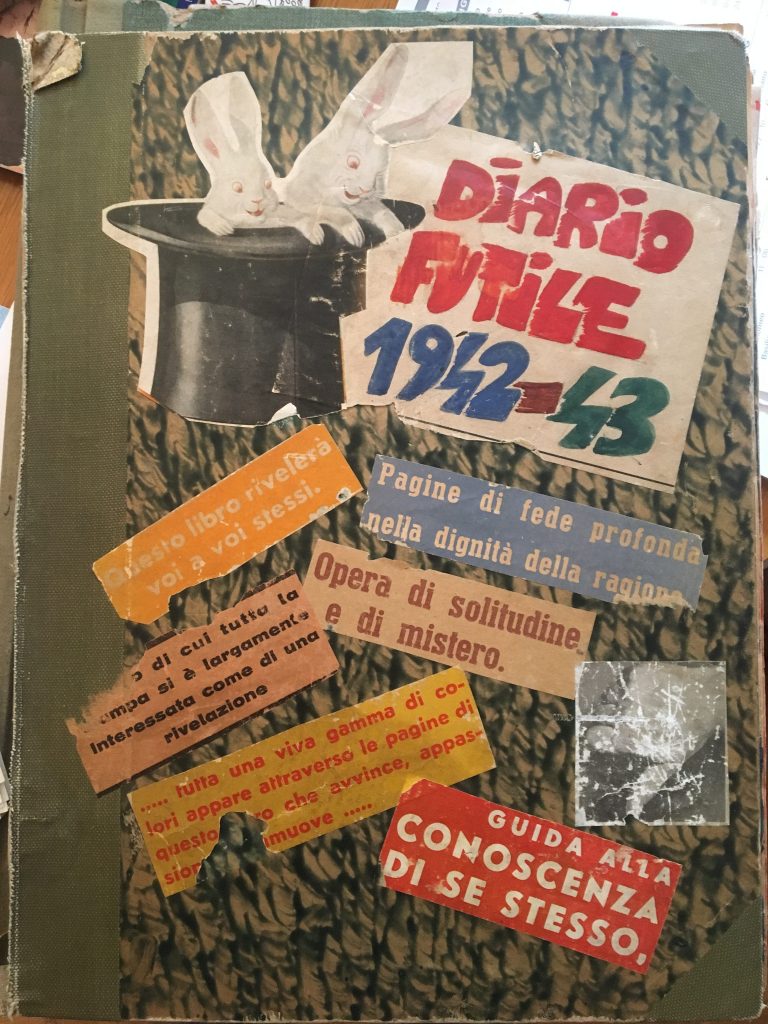 DIARIO
FUTILE
1942=43
Questo libro rivelerà
voi a voi stessi.
Pagine di fede profonda
nella dignità della ragione
Opera di solitudine
e di mistero.
o di cui tutta la
ampa si è largamente
interessata come di una
rivelazione
..... tutta una viva gamma di co-
lori appare attraverso le pagine di
questo o che avvince, appas-
sion muove .....
GUIDA ALLA
CONOSCENZA
DI SE STESSO,